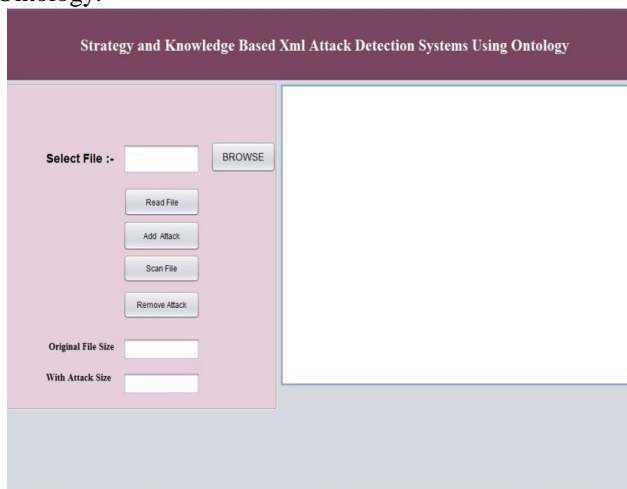 Ontology.
Strategy and Knowledge Based Xml Attack Detection Systems Using Ontology
Select File :-
BROWSE
Read File
Add Attack
Scan File
Remove Attack
Original File Size
With Attack Size